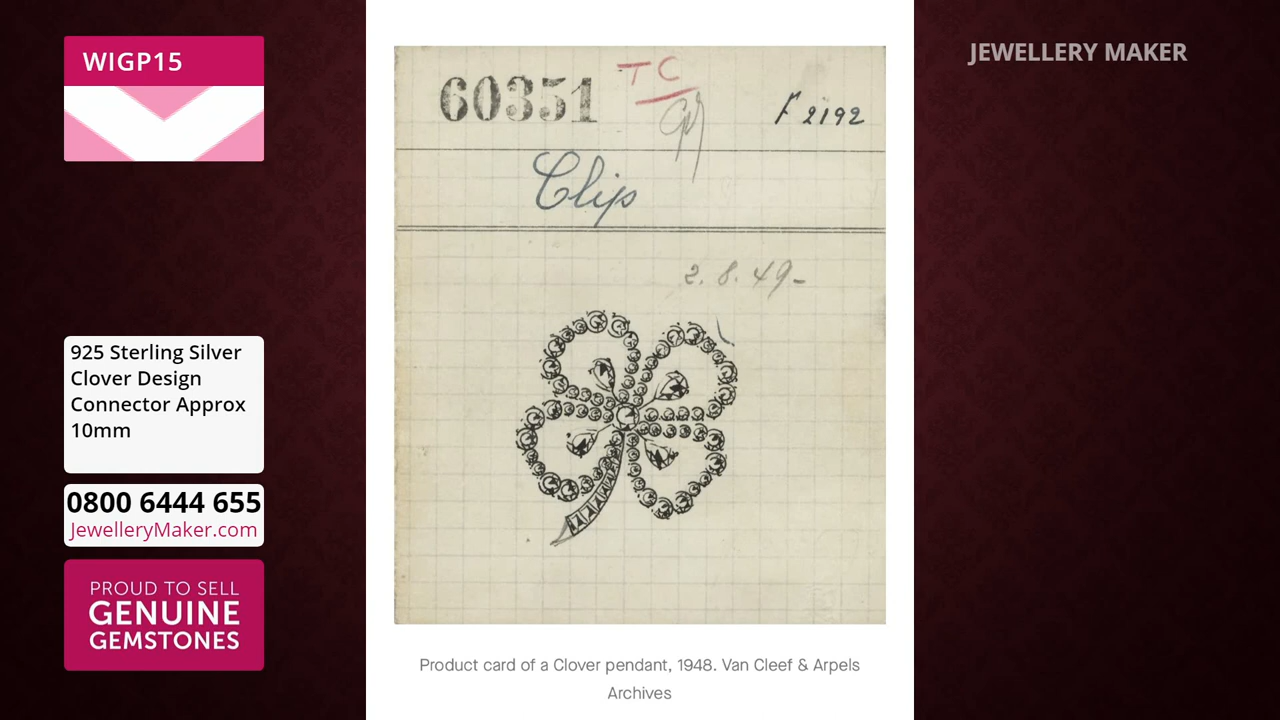 WIGP15
925 Sterling Silver
Clover Design
Connector Approx
10mm
0800 6444 655
JewelleryMaker.com
PROUD TO SELL
GENUINE
GEMSTONES
60351
TC
F 2192
Clip
2.8.49-
Product card of a Clover pendant, 1948. Van Cleef & Arpels
Archives
JEWELLERY MAKER